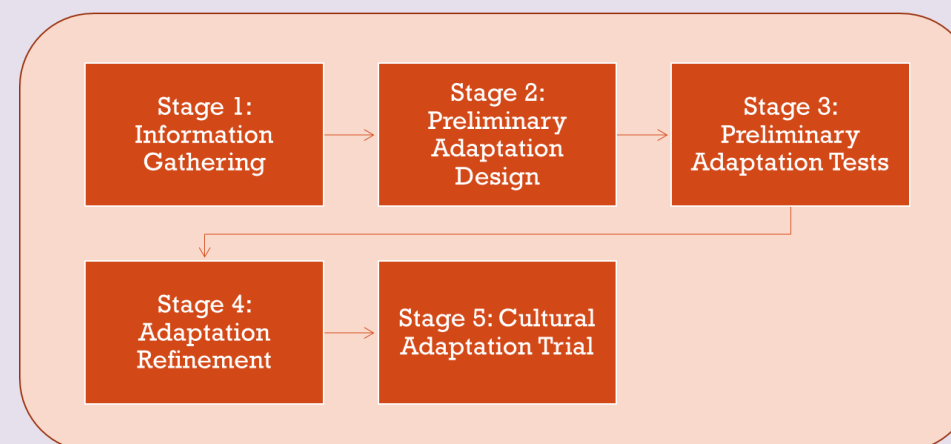 Stage 1:
Information
Gathering
Stage 2:
Preliminary
Adaptation
Design
Stage 3:
Preliminary
Adaptation Tests
Stage 4:
Adaptation
Refinement
Stage 5: Cultural
Adaptation Trial